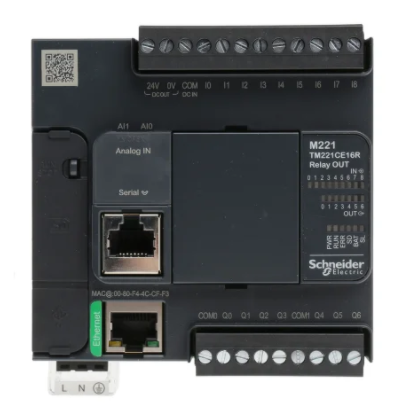 24V 0V COM I0 I1 I2 I3 I4 I5 I6 I7 I8
DC OUT DC IN
AI1 AI0
Analog IN
Serial
M221
TM221CE16R
Relay OUT
IN
0 1 2 3 4 5 6 7 8
0 1 2 3 4 5 6
OUT
PWR RUN ERR SD BAT SL
Schneider
Electric
MAC@:00-80-F4-4C-CF-F3
Ethernet
COM0 Q0 Q1 Q2 Q3 COM1 Q4 Q5 Q6
L N